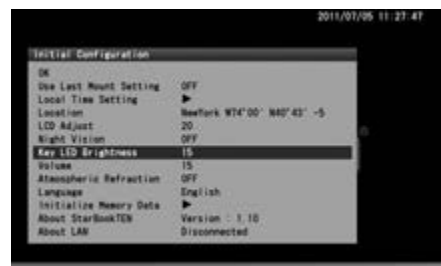 2011/07/05 11:27:47
Initial Configuration
OK
Use Last Mount Setting OFF
Local Time Setting ▶
Location NewYork W74°00' N40°43' -5
LCD Adjust 20
Night Vision OFF
Key LED Brightness 15
Volume 15
Atmospheric Refraction OFF
Language English
Initialize Memory Data ▶
About StarBookTEN Version : 1.10
About LAN Disconnected